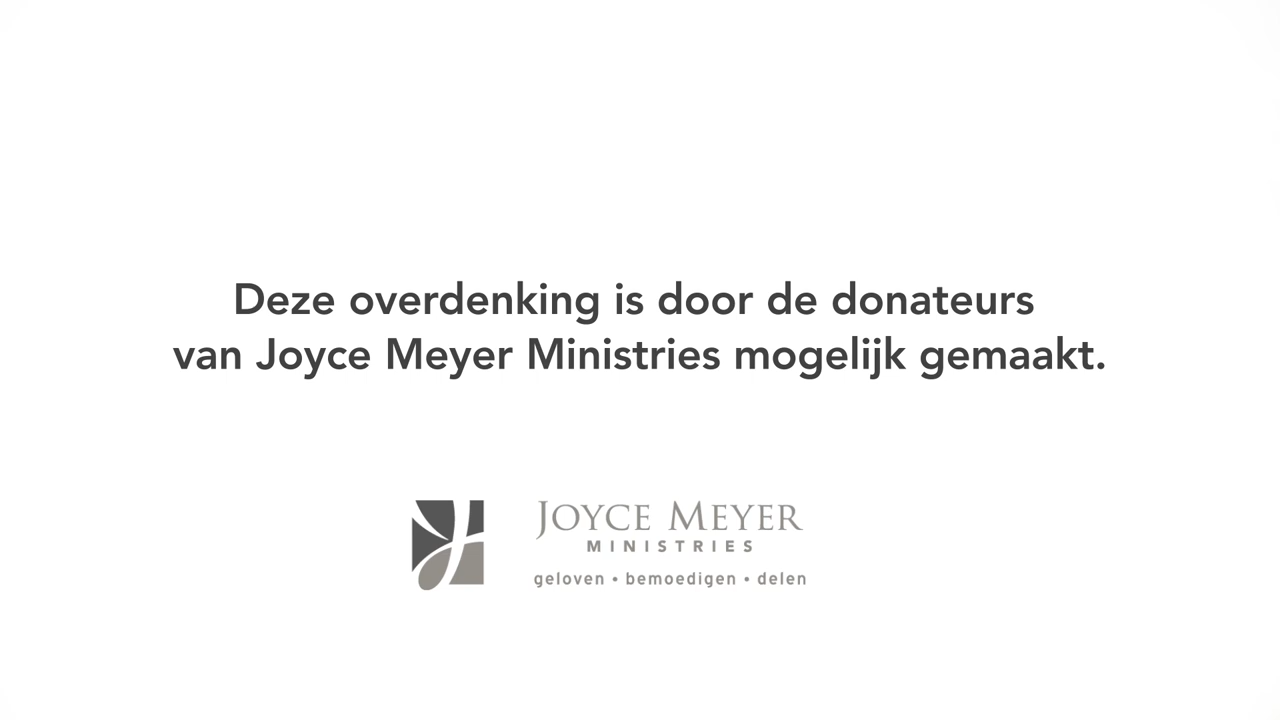 Deze overdenking is door de donateurs
van Joyce Meyer Ministries mogelijk gemaakt.
JOYCE MEYER
MINISTRIES
geloven • bemoedigen • delen